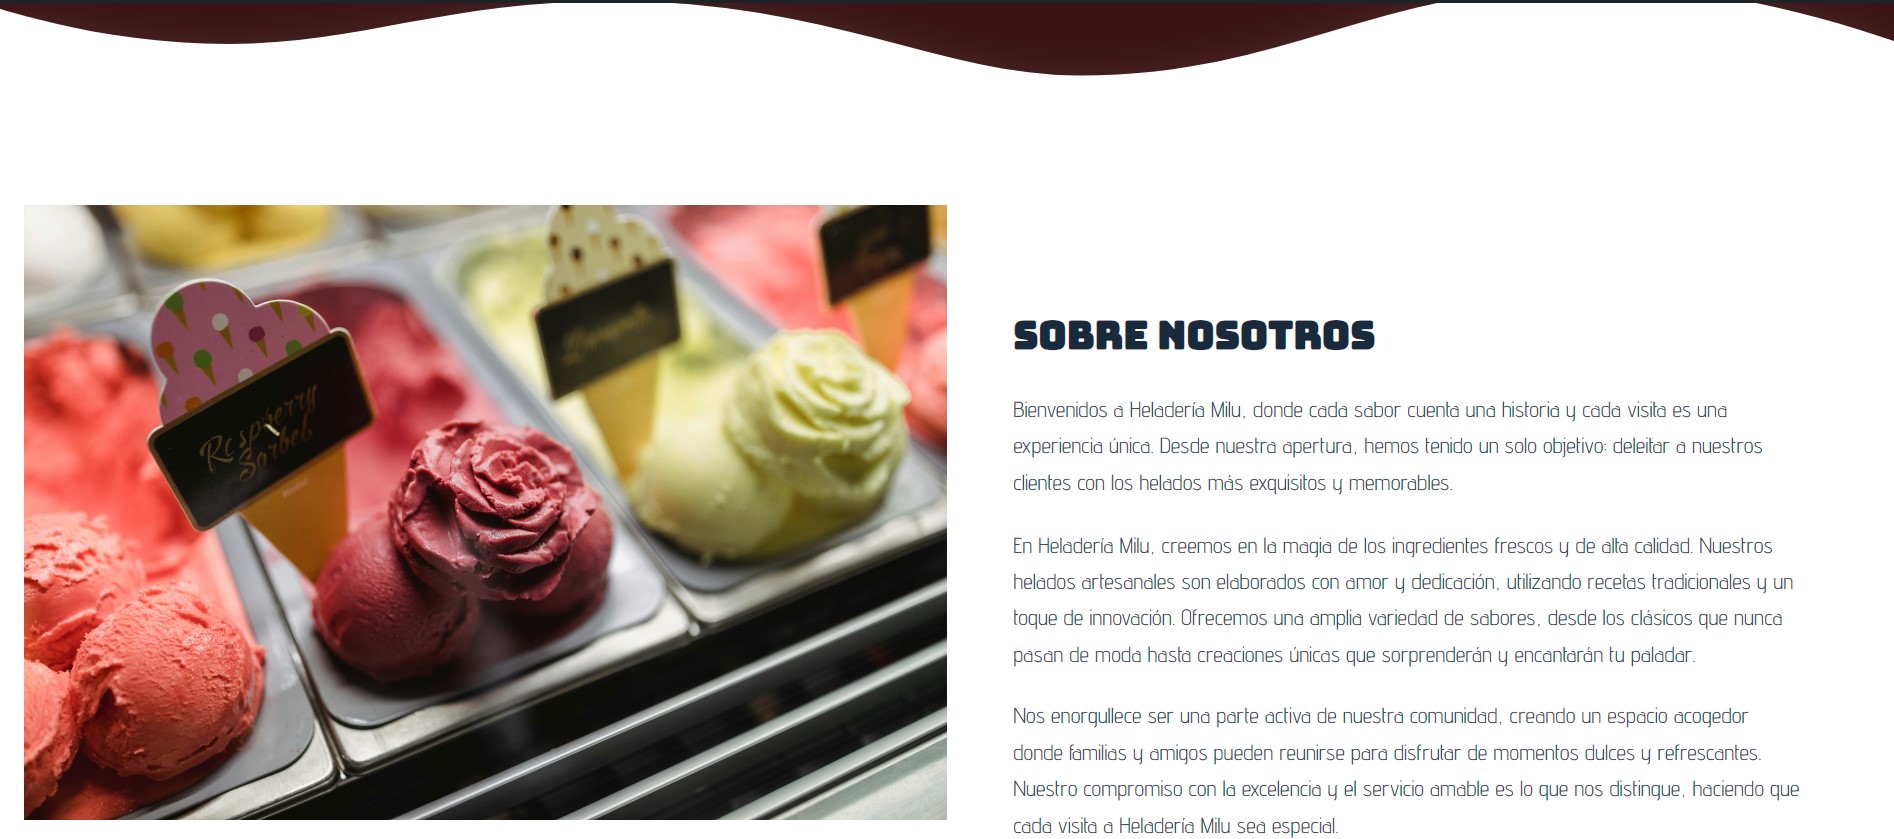 Raspberry
Sorbet
SOBRE NOSOTROS
Bienvenidos a Heladería Milu, donde cada sabor cuenta una historia y cada visita es una
experiencia única. Desde nuestra apertura, hemos tenido un solo objetivo: deleitar a nuestros
clientes con los helados más exquisitos y memorables.
En Heladería Milu, creemos en la magia de los ingredientes frescos y de alta calidad. Nuestros
helados artesanales son elaborados con amor y dedicación, utilizando recetas tradicionales y un
toque de innovación. Ofrecemos una amplia variedad de sabores, desde los clásicos que nunca
pasan de moda hasta creaciones únicas que sorprenderán y encantarán tu paladar.
Nos enorgullece ser una parte activa de nuestra comunidad, creando un espacio acogedor
donde familias y amigos pueden reunirse para disfrutar de momentos dulces y refrescantes.
Nuestro compromiso con la excelencia y el servicio amable es lo que nos distingue, haciendo que
cada visita a Heladería Milu sea especial.